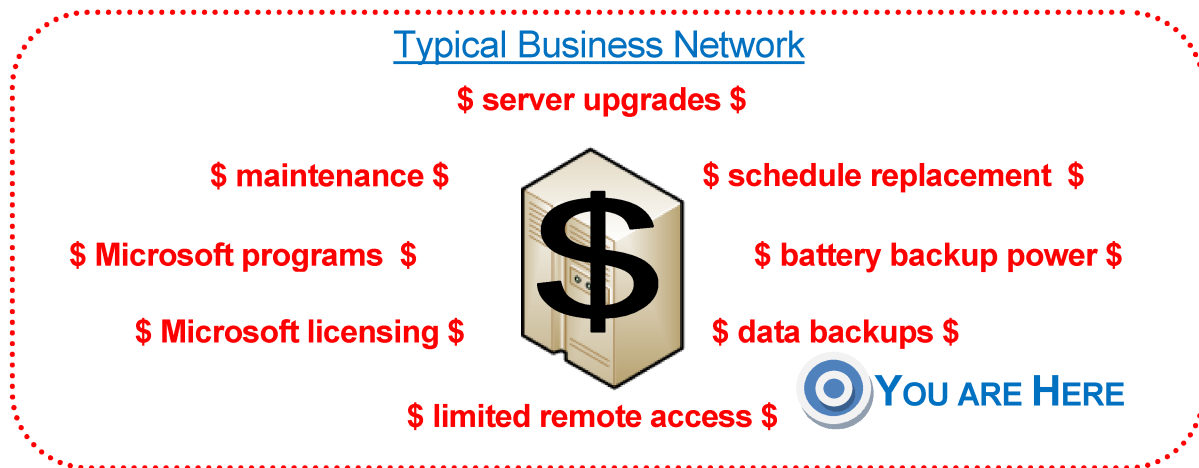 Typical Business Network
$ server upgrades $
$ maintenance $
$ schedule replacement $
$ Microsoft programs $
$ battery backup power $
$ Microsoft licensing $
$ data backups $
$
YOU ARE HERE
$ limited remote access $